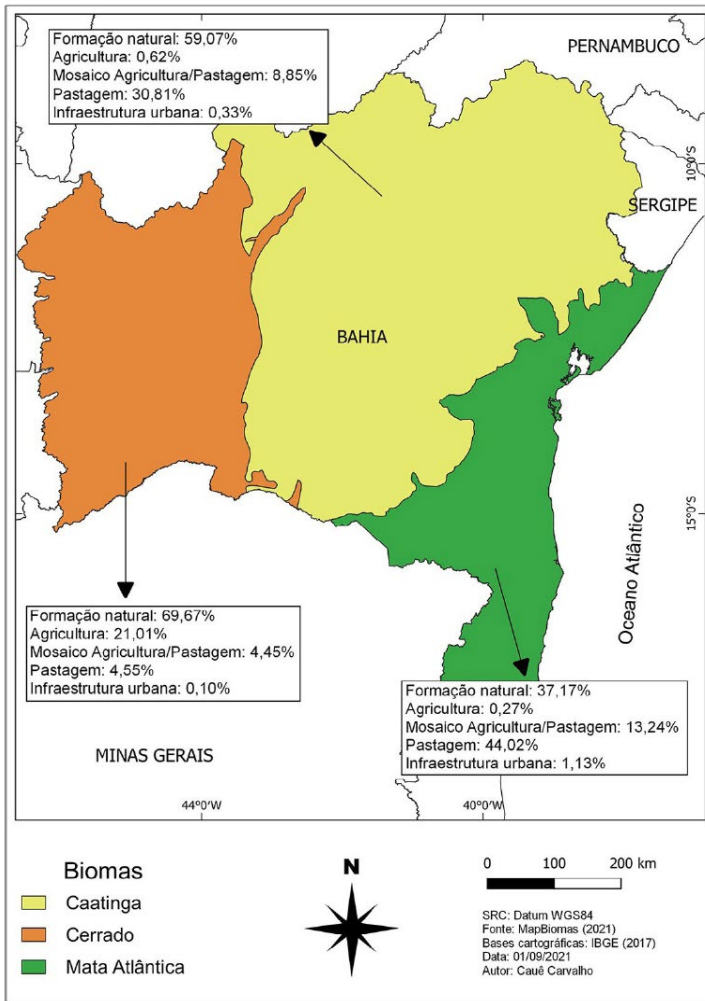 Formação natural: 59,07%
Agricultura: 0,62%
Mosaico Agricultura/Pastagem: 8,85%
Pastagem: 30,81%
Infraestrutura urbana: 0,33%
PERNAMBUCO
10°0'S
SERGIPE
BAHIA
15°0'S
Oceano Atlântico
Formação natural: 69,67%
Agricultura: 21,01%
Mosaico Agricultura/Pastagem: 4,45%
Pastagem: 4,55%
Infraestrutura urbana: 0,10%
Formação natural: 37,17%
Agricultura: 0,27%
Mosaico Agricultura/Pastagem: 13,24%
Pastagem: 44,02%
Infraestrutura urbana: 1,13%
MINAS GERAIS
44°0'W
40°0'W
Biomas
Caatinga
Cerrado
Mata Atlântica
N
0 100 200 km
SRC: Datum WGS84
Fonte: MapBiomas (2021)
Bases cartográficas: IBGE (2017)
Data: 01/09/2021
Autor: Cauê Carvalho